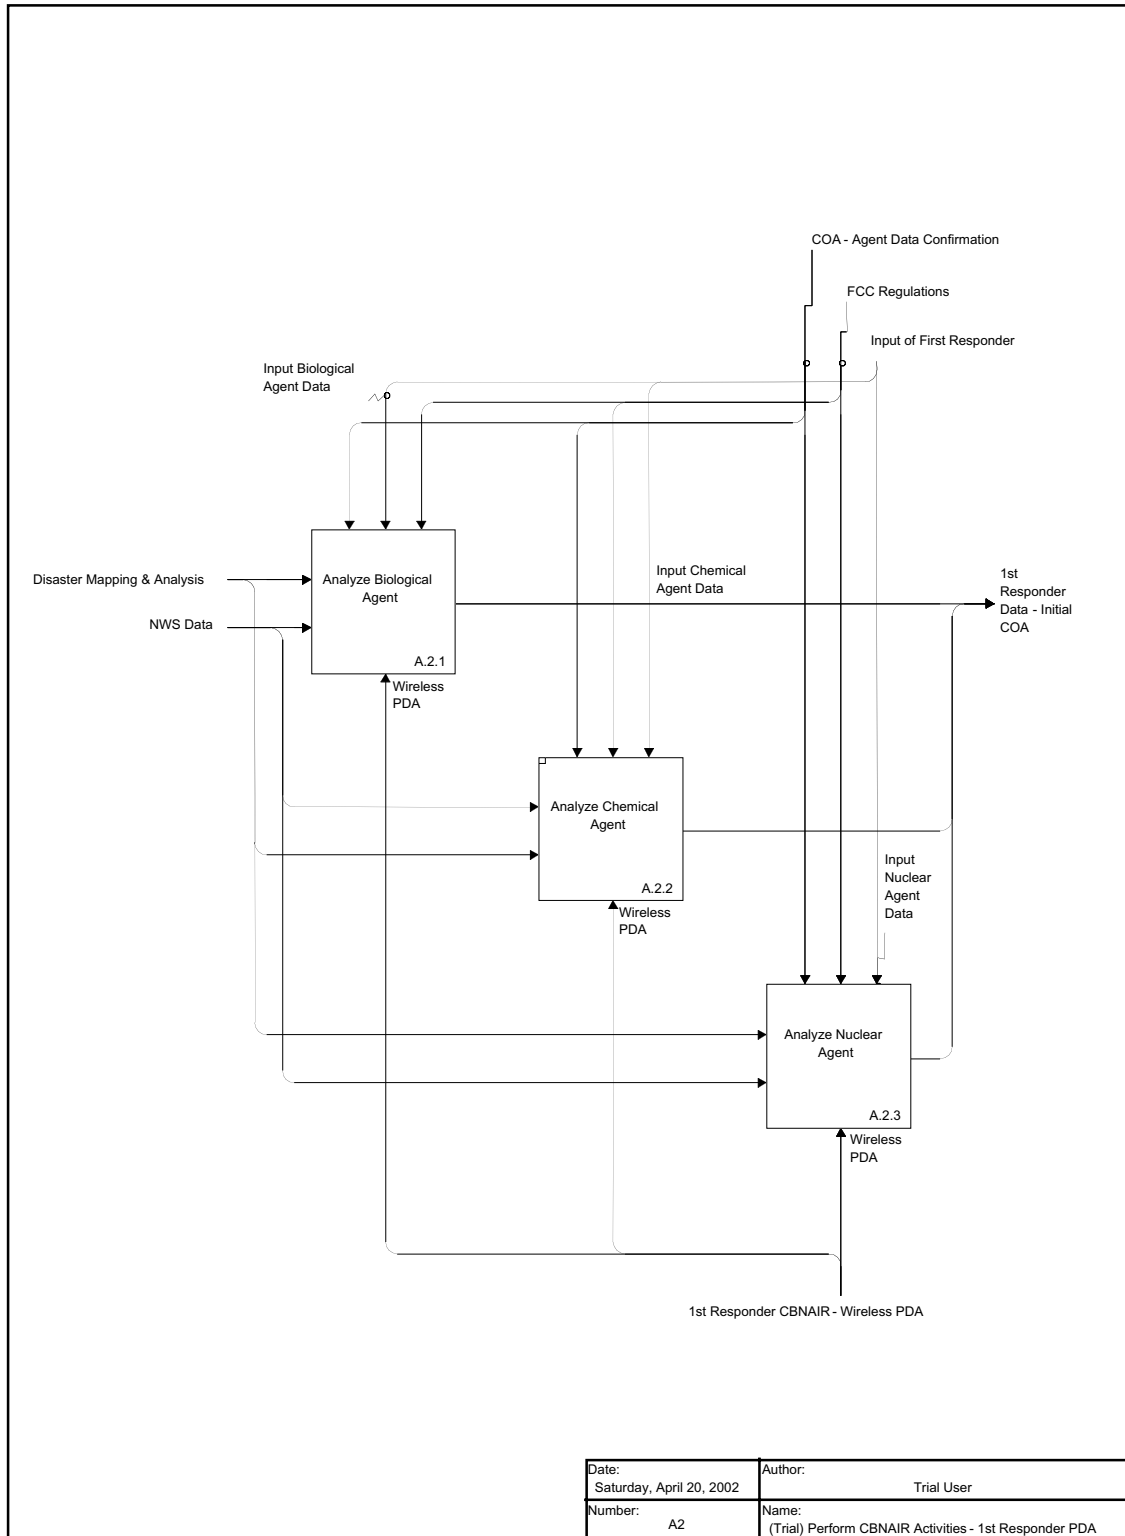 COA - Agent Data Confirmation
FCC Regulations
Input of First Responder
Input Biological
Agent Data
Disaster Mapping & Analysis
NWS Data
Analyze Biological
Agent
A.2.1
Wireless
PDA
Input Chemical
Agent Data
1st
Responder
Data - Initial
COA
Analyze Chemical
Agent
A.2.2
Wireless
PDA
Input
Nuclear
Agent
Data
Analyze Nuclear
Agent
A.2.3
Wireless
PDA
1st Responder CBNAIR - Wireless PDA
Date:
Saturday, April 20, 2002
Author:
Trial User
Number:
A2
Name:
(Trial) Perform CBNAIR Activities - 1st Responder PDA